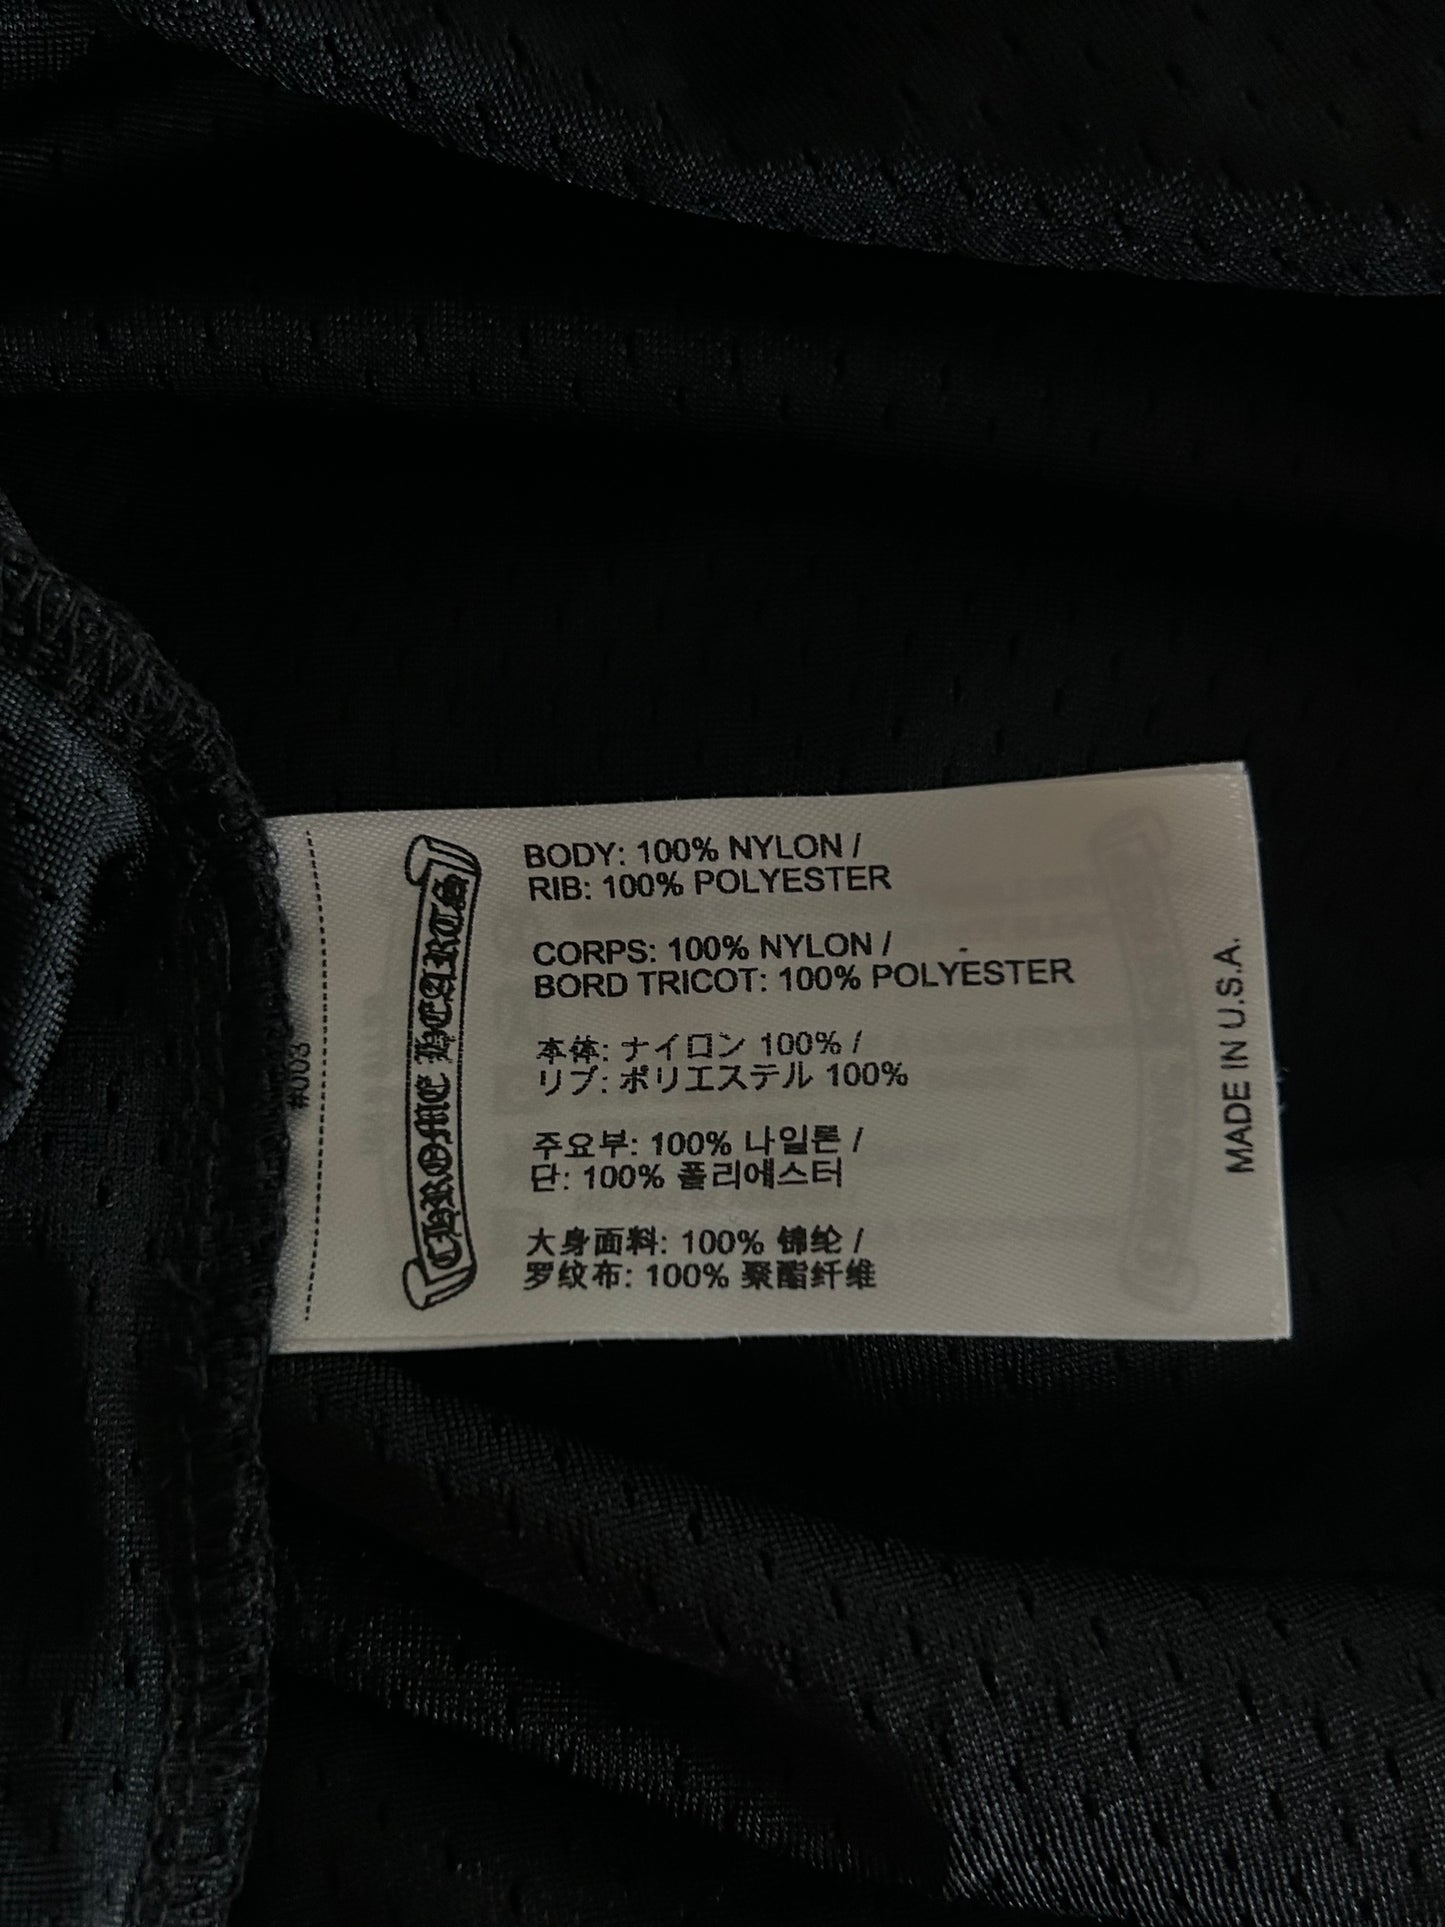 BODY: 100% NYLON /
RIB: 100% POLYESTER
CORPS: 100% NYLON /
BORD TRICOT: 100% POLYESTER
本体: ナイロン 100% /
リブ: ポリエステル 100%
주요부: 100% 나일론 /
단: 100% 폴리에스터
大身面料: 100% 锦纶 /
罗纹布: 100% 聚酯纤维
CHROME HEARTS
#003
MADE IN U.S.A.